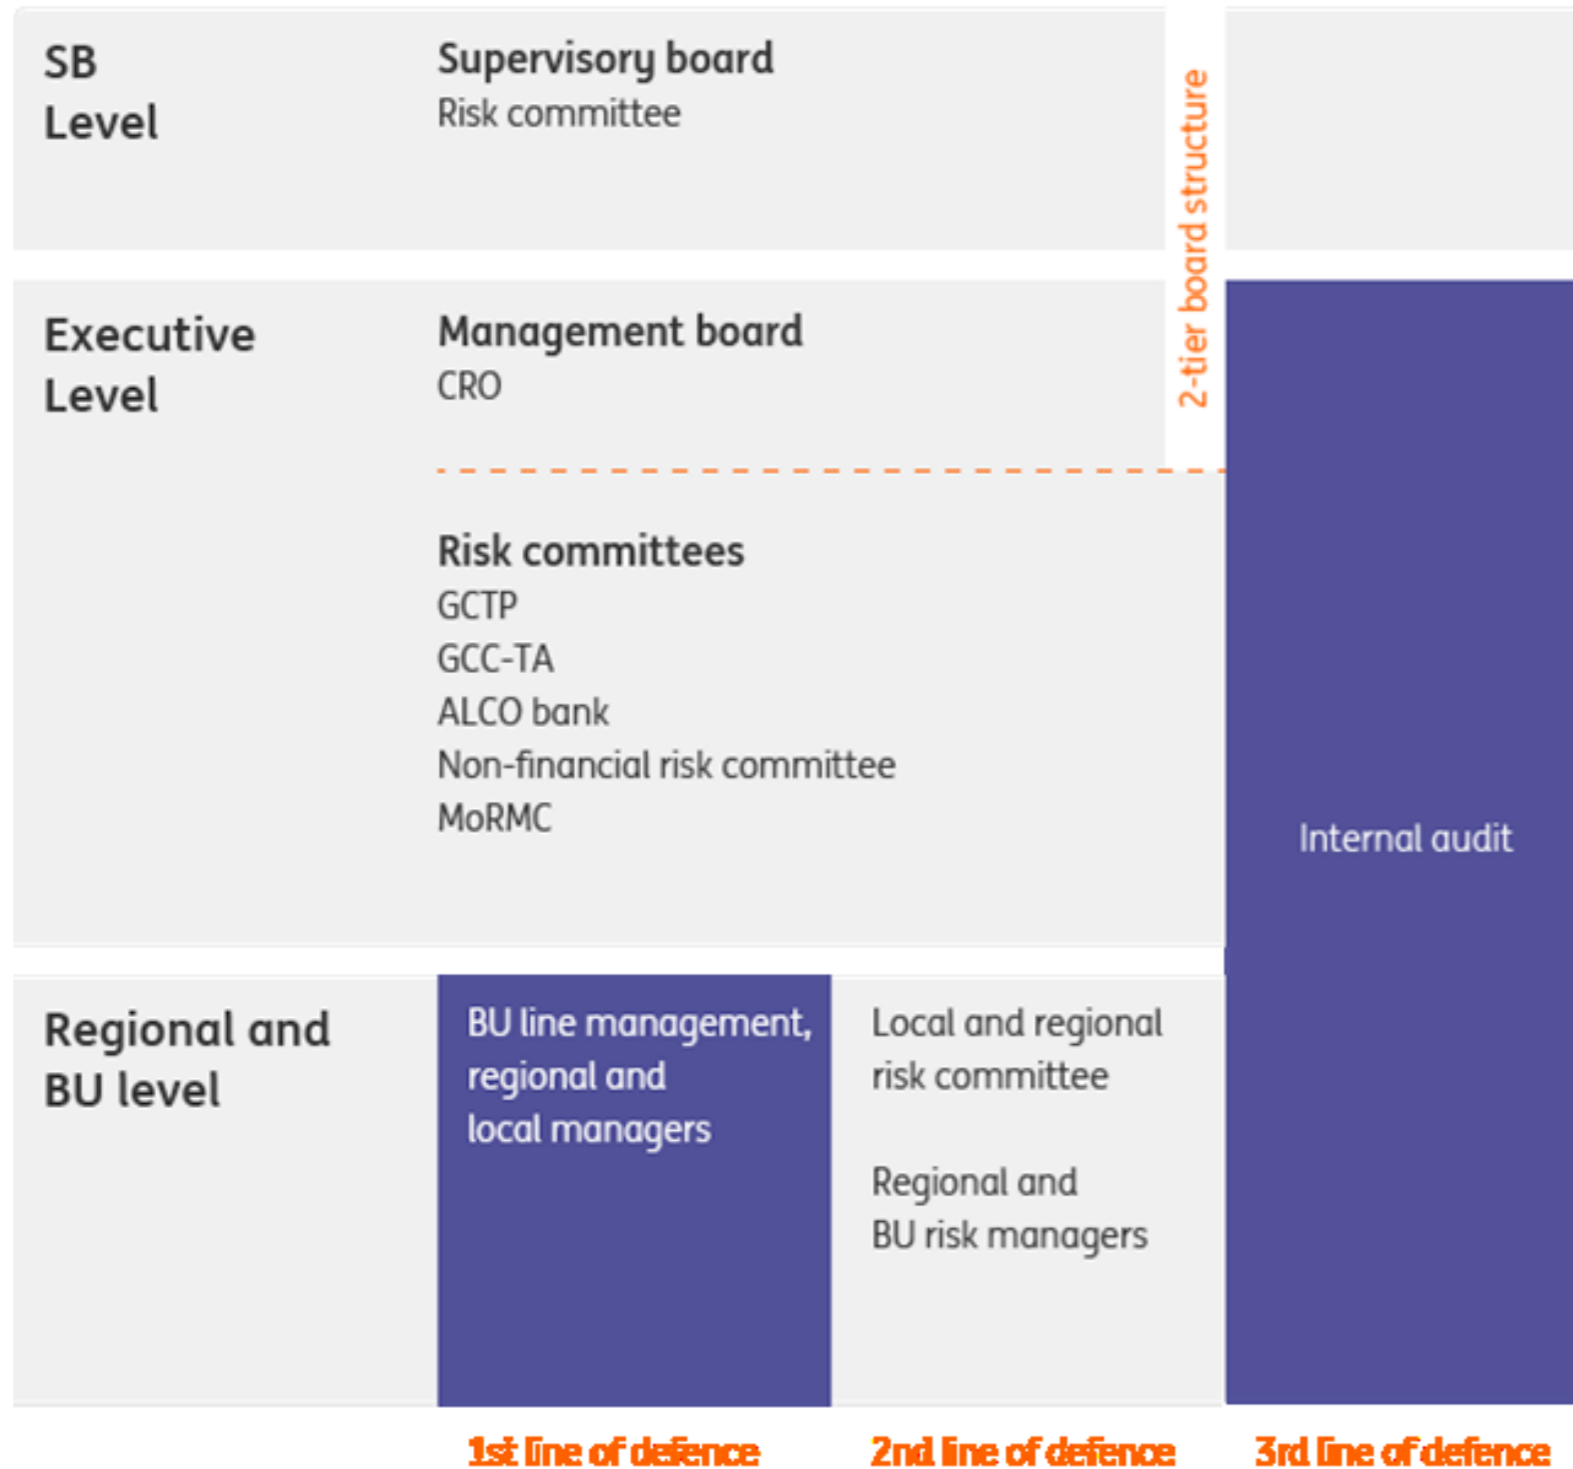 SB
Level
Supervisory board
Risk committee
2-tier board structure
Executive
Level
Management board
CRO
Risk committees
GCTP
GCC-TA
ALCO bank
Non-financial risk committee
MoRMC
Internal audit
Regional and
BU level
BU line management,
regional and
local managers
Local and regional
risk committee
Regional and
BU risk managers
1st line of defence
2nd line of defence
3rd line of defence